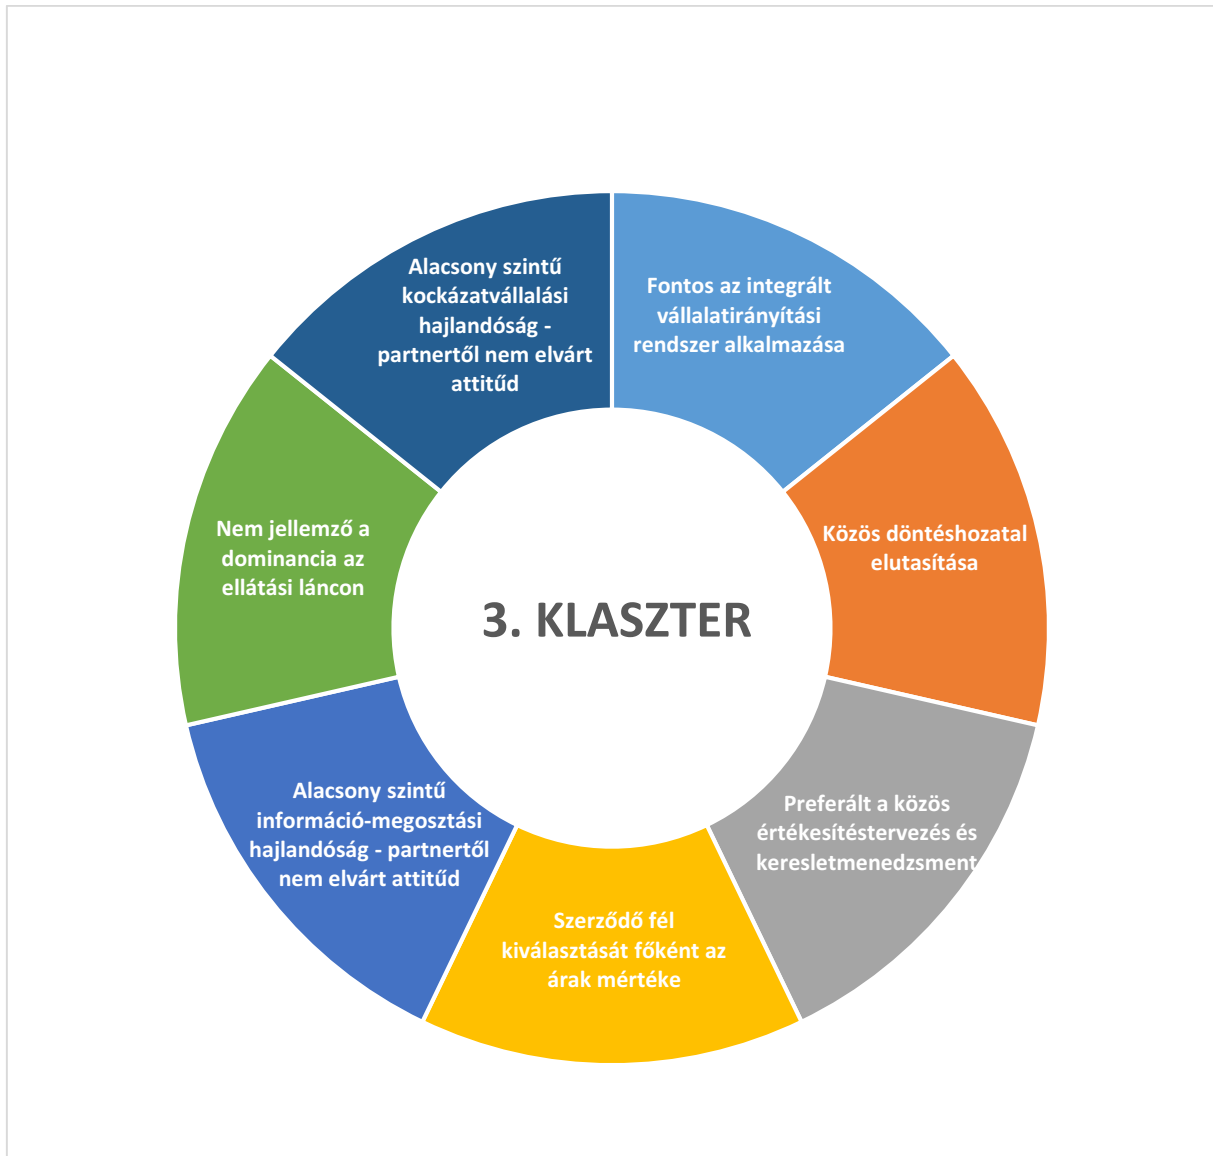 Fontos az integrált
vállalatirányítási
rendszer alkalmazása
Közös döntéshozatal
elutasítása
Preferált a közös
értékesítéstervezés és
keresletmenedzsment
Szerződő fél
kiválasztását főként az
árak mértéke
Alacsony szintű
információ-megosztási
hajlandóság - partnertől
nem elvárt attitűd
Nem jellemző a
dominancia az
ellátási láncon
Alacsony szintű
kockázatvállalási
hajlandóság -
partnertől nem elvárt
attitűd
3. KLASZTER